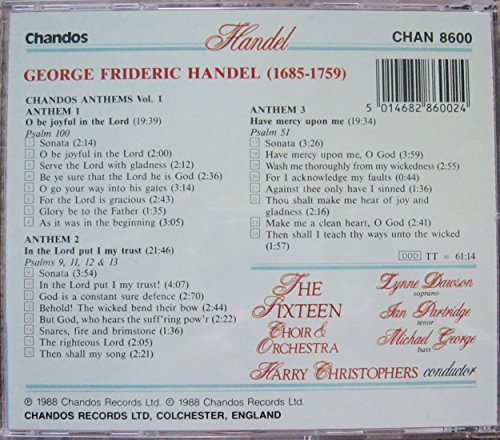 Chandos
Handel
CHAN 8600
GEORGE FRIDERIC HANDEL (1685-1759)
5 014682 860024
CHANDOS ANTHEMS Vol. 1
ANTHEM 1
O be joyful in the Lord (19:39)
Psalm 100
1 Sonata (2:14)
2 O be joyful in the Lord (2:00)
3 Serve the Lord with gladness (2:12)
4 Be ye sure that the Lord he is God (2:36)
5 O go your way into his gates (3:14)
6 For the Lord is gracious (2:43)
7 Glory be to the Father (1:35)
8 As it was in the beginning (3:05)
ANTHEM 2
In the Lord put I my trust (21:46)
Psalms 9, 11, 12 & 13
Sonata (3:54)
In the Lord put I my trust! (4:07)
God is a constant sure defence (2:70)
Behold! The wicked bend their bow (2:04)
But God, who hears the suff'ring pow'r (2:22)
Snares, fire and brimstone (1:36)
The righteous Lord (2:05)
Then shall my song (2:21)
ANTHEM 3
Have mercy upon me (19:34)
Psalm 51
Sonata (3:26)
Have mercy upon me, O God (3:59)
Wash me thoroughly from my wickedness (2:55)
For I acknowledge my faults (0:44)
Against thee only have I sinned (1:36)
Thou shalt make me hear of joy and
gladness (2:16)
Make me a clean heart, O God (2:41)
Then shall I teach thy ways unto the wicked
(1:57)
DDD TT = 61:14
THE
SIXTEEN
CHOIR &
ORCHESTRA
Lynne Dawson
soprano
Ian Partridge
tenor
Michael George
bass
HARRY CHRISTOPHERS conductor
℗ 1988 Chandos Records Ltd. © 1988 Chandos Records Ltd.
CHANDOS RECORDS LTD, COLCHESTER, ENGLAND